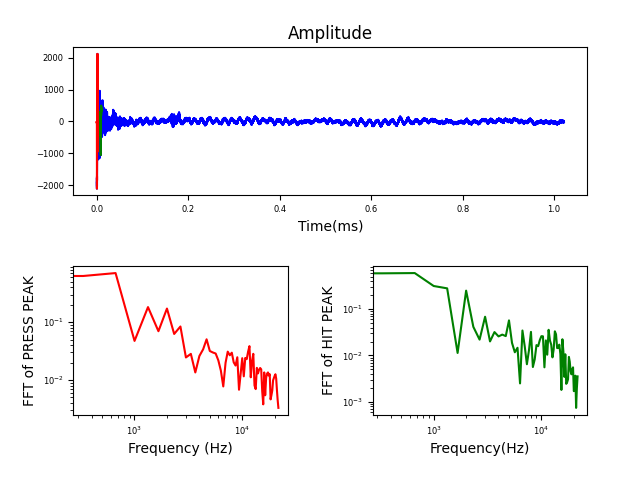 Amplitude
2000
1000
0
−1000
−2000
0.0 0.2 0.4 0.6 0.8 1.0
Time(ms)
FFT of PRESS PEAK
10⁻¹
10⁻²
10³ 10⁴
Frequency (Hz)
FFT of HIT PEAK
10⁻¹
10⁻²
10⁻³
10³ 10⁴
Frequency(Hz)